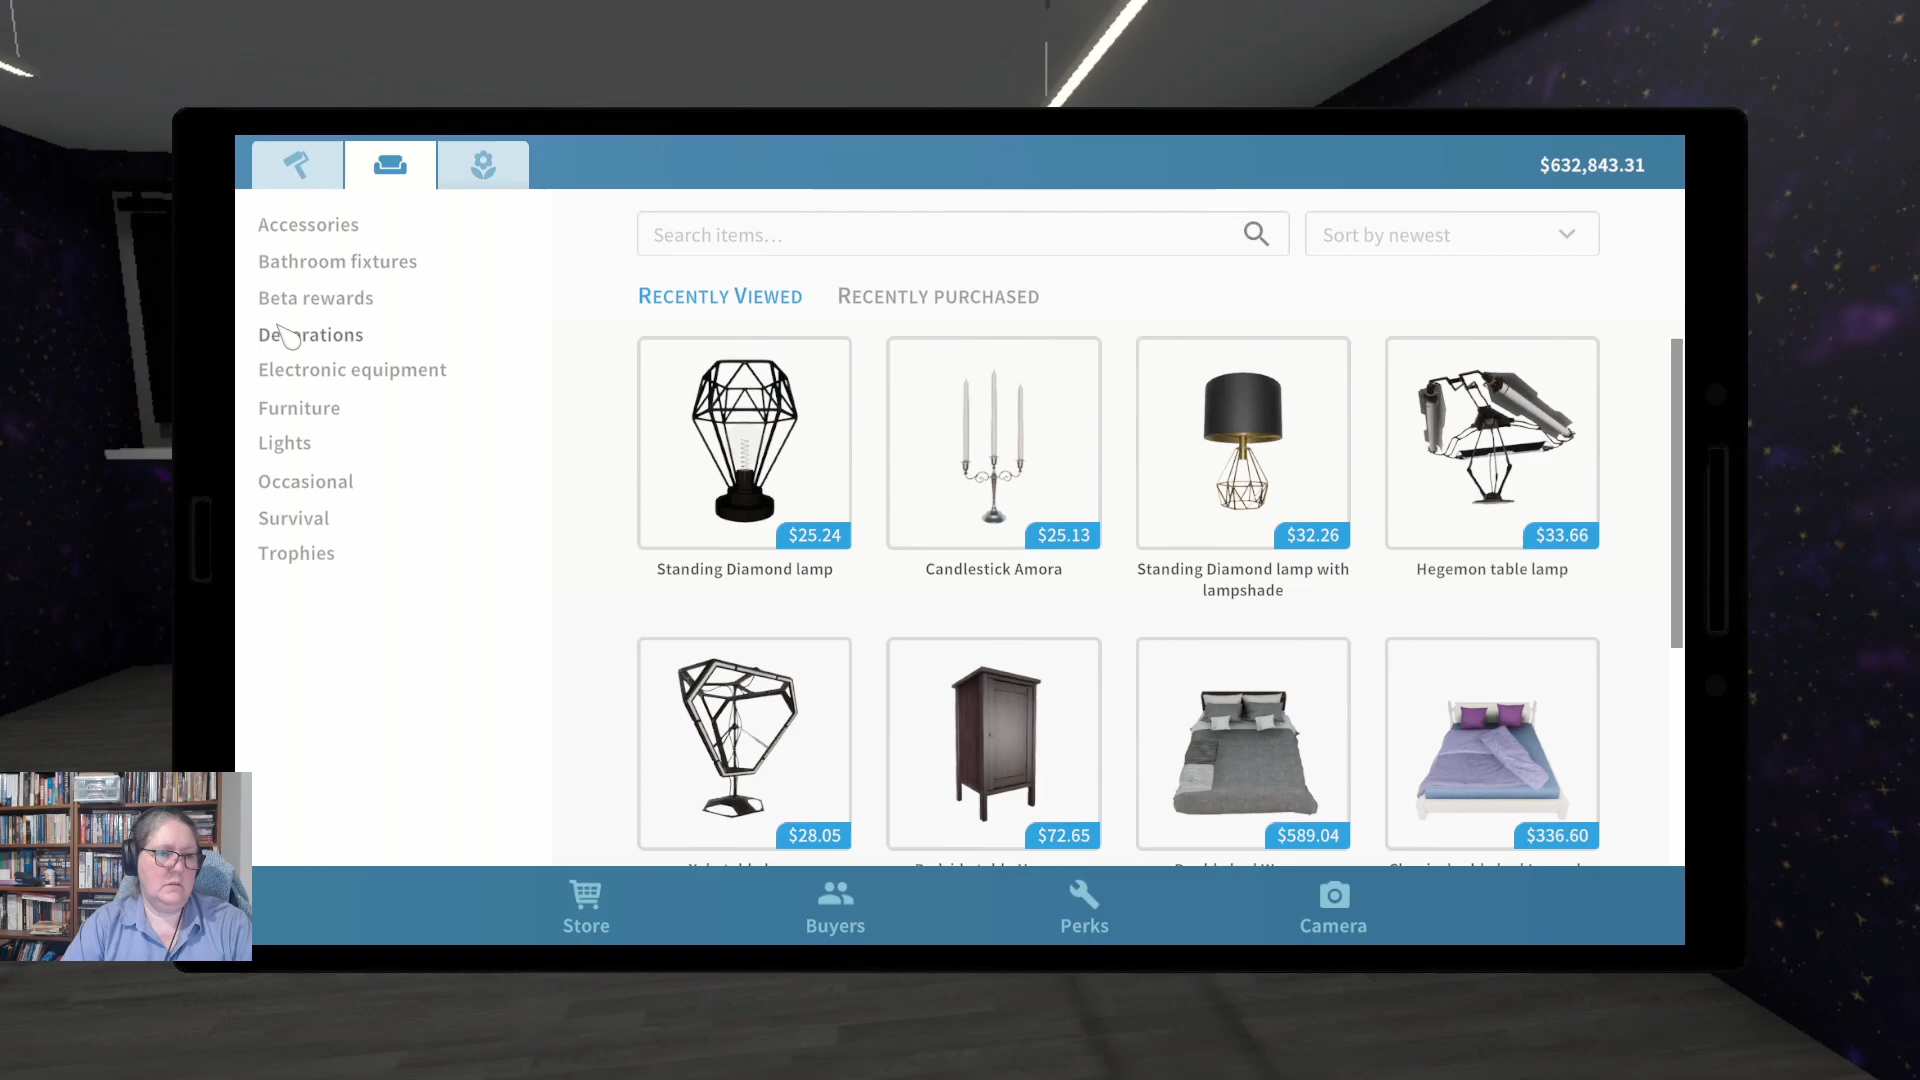 $632,843.31
Accessories
Bathroom fixtures
Beta rewards
Decorations
Electronic equipment
Furniture
Lights
Occasional
Survival
Trophies
Search items...
Sort by newest
RECENTLY VIEWED
RECENTLY PURCHASED
$25.24
$25.13
$32.26
$33.66
Standing Diamond lamp
Candlestick Amora
Standing Diamond lamp with
lampshade
Hegemon table lamp
$28.05
$72.65
$589.04
$336.60
Store
Buyers
Perks
Camera